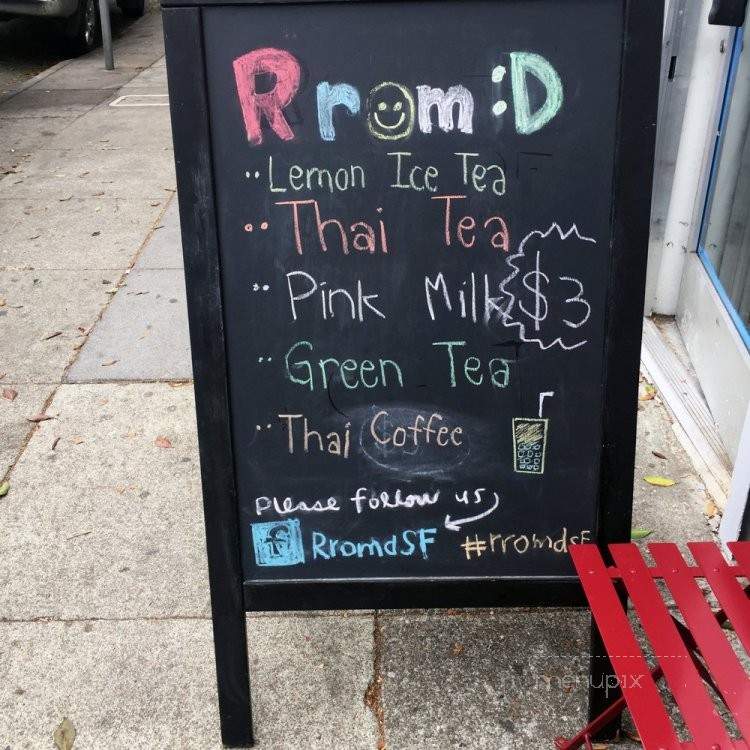 Rrom :D
Lemon Ice Tea
Thai Tea
Pink Milk $3
Green Tea
Thai Coffee
Please follow us
f RromdSF #rromdsF
menupix